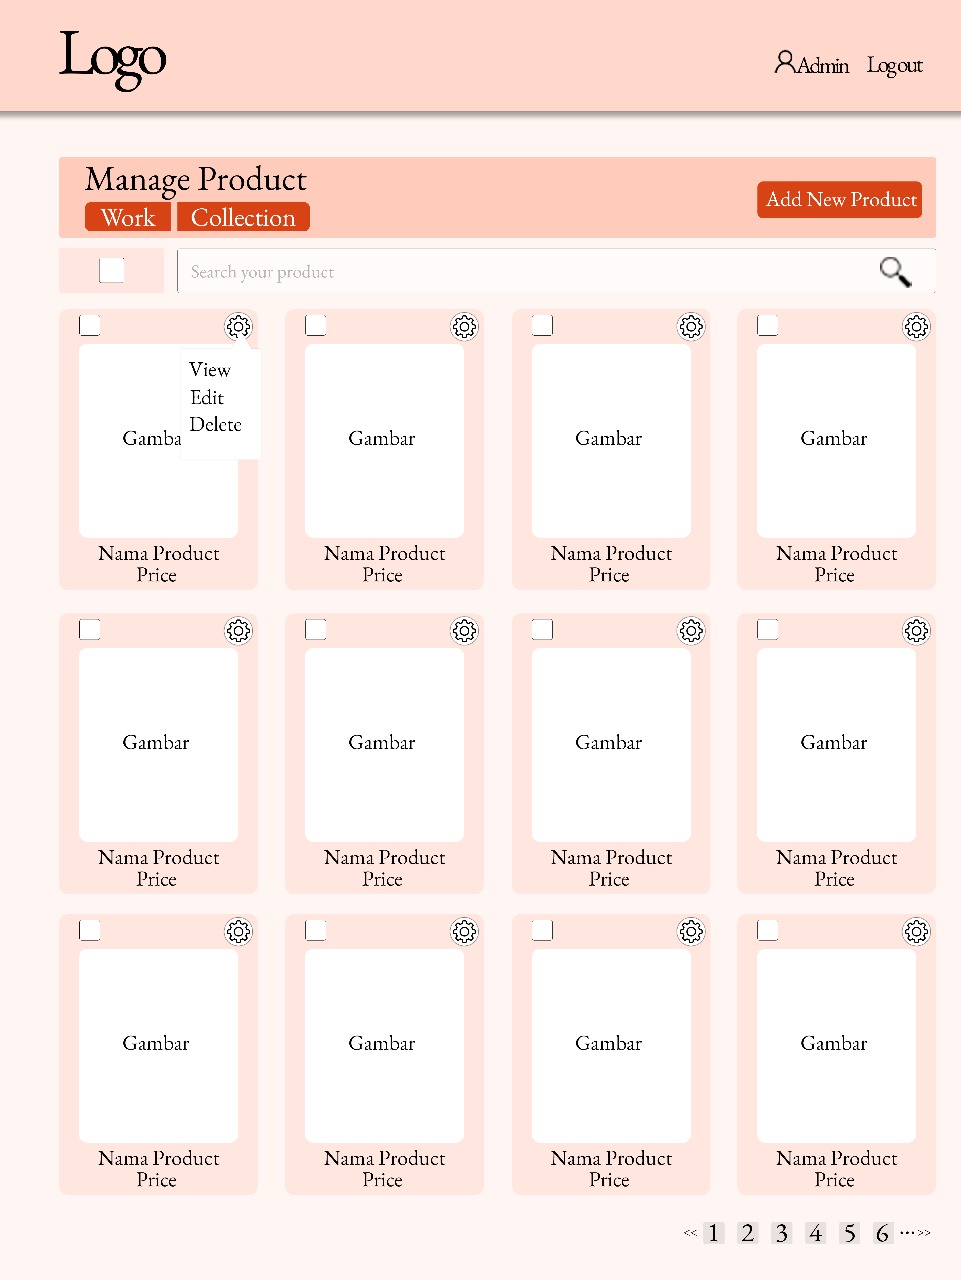 Logo
Admin Logout
Manage Product
Work Collection
Add New Product
Search your product
View
Edit
Delete
Gamba
Gambar
Gambar
Gambar
Nama Product
Price
Nama Product
Price
Nama Product
Price
Nama Product
Price
Gambar
Gambar
Gambar
Gambar
Nama Product
Price
Nama Product
Price
Nama Product
Price
Nama Product
Price
Gambar
Gambar
Gambar
Gambar
Nama Product
Price
Nama Product
Price
Nama Product
Price
Nama Product
Price
<< 1 2 3 4 5 6 ...>>